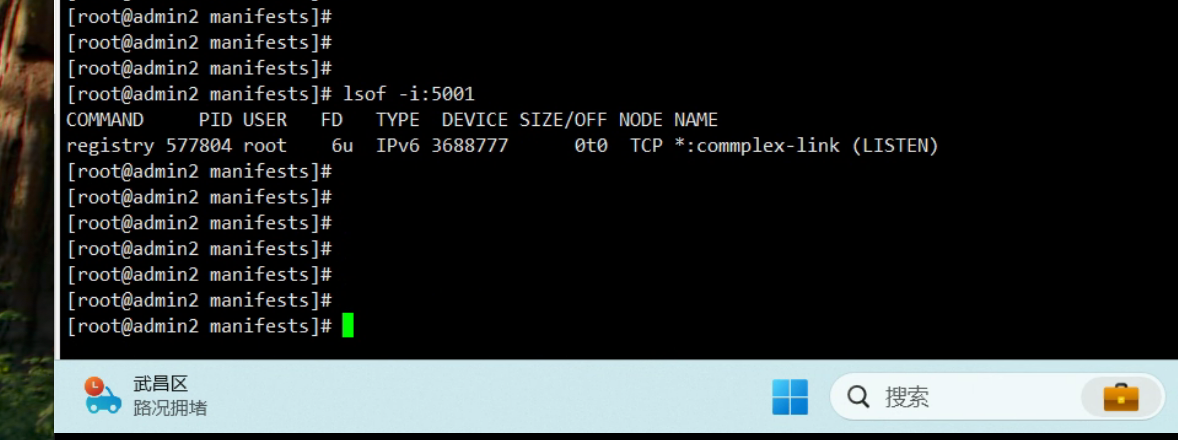 [root@admin2 manifests]#
[root@admin2 manifests]#
[root@admin2 manifests]#
[root@admin2 manifests]# lsof -i:5001
COMMAND     PID USER   FD   TYPE  DEVICE SIZE/OFF NODE NAME
registry 577804 root    6u  IPv6 3688777      0t0  TCP *:commplex-link (LISTEN)
[root@admin2 manifests]#
[root@admin2 manifests]#
[root@admin2 manifests]#
[root@admin2 manifests]#
[root@admin2 manifests]#
[root@admin2 manifests]#
[root@admin2 manifests]#
武昌区
路况拥堵
搜索